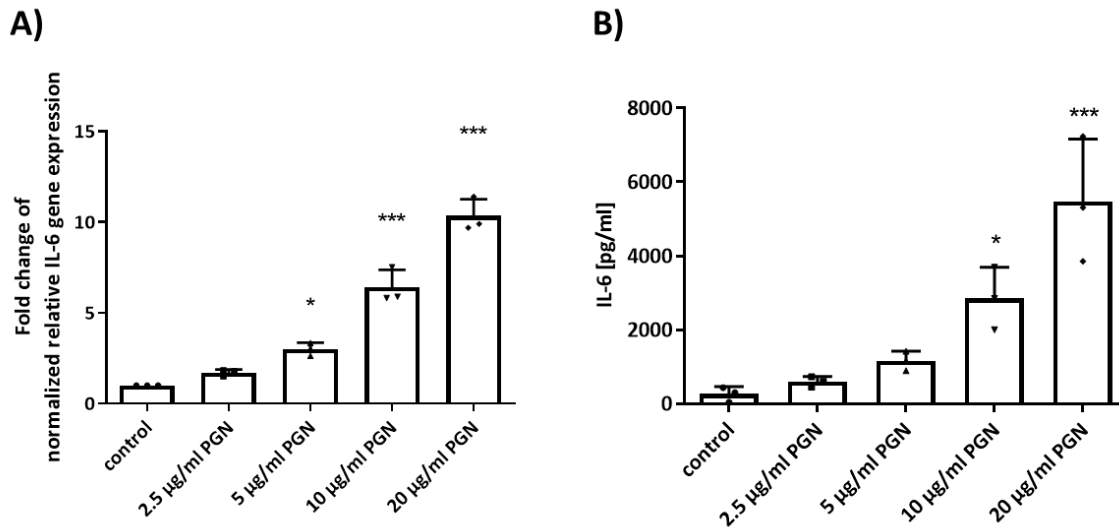 A)
Fold change of
normalized relative IL-6 gene expression
15
10
5
0
*
***
***
control
2.5 µg/ml PGN
5 µg/ml PGN
10 µg/ml PGN
20 µg/ml PGN
B)
IL-6 [pg/ml]
8000
6000
4000
2000
0
*
***
control
2.5 µg/ml PGN
5 µg/ml PGN
10 µg/ml PGN
20 µg/ml PGN